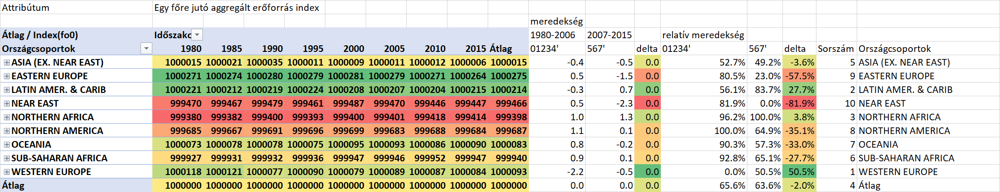 Attribútum Egy főre jutó aggregált erőforrás index
meredekség
Átlag / Index(fo0) Időszako 1980-2006 2007-2015 relatív meredekség
Országcsoportok 1980 1985 1990 1995 2000 2005 2010 2015 Átlag 01234' 567' delta 01234' 567' delta Sorszám Országcsoportok
ASIA (EX. NEAR EAST) 1000015 1000021 1000035 1000011 1000009 1000011 1000012 1000006 1000015 -0.4 -0.5 0.0 52.7% 49.2% -3.6% 5 ASIA (EX. NEAR EAST)
EASTERN EUROPE 1000271 1000274 1000280 1000279 1000281 1000279 1000271 1000264 1000275 0.5 -1.5 0.0 80.5% 23.0% -57.5% 9 EASTERN EUROPE
LATIN AMER. & CARIB 1000221 1000212 1000219 1000224 1000208 1000207 1000204 1000215 1000214 -0.3 0.7 0.0 56.1% 83.7% 27.7% 2 LATIN AMER. & CARIB
NEAR EAST 999470 999467 999479 999461 999487 999470 999446 999447 999466 0.5 -2.3 0.0 81.9% 0.0% -81.9% 10 NEAR EAST
NORTHERN AFRICA 999380 999382 999400 999393 999400 999401 999418 999414 999398 1.0 1.3 0.0 96.2% 100.0% 3.8% 3 NORTHERN AFRICA
NORTHERN AMERICA 999685 999667 999691 999696 999699 999683 999688 999684 999687 1.1 0.1 0.0 100.0% 64.9% -35.1% 8 NORTHERN AMERICA
OCEANIA 1000073 1000078 1000078 1000075 1000095 1000093 1000086 1000090 1000083 0.8 -0.2 0.0 90.3% 57.3% -33.0% 7 OCEANIA
SUB-SAHARAN AFRICA 999927 999931 999932 999936 999947 999946 999952 999947 999940 0.9 0.1 0.0 92.8% 65.1% -27.7% 6 SUB-SAHARAN AFRICA
WESTERN EUROPE 1000118 1000121 1000077 1000090 1000079 1000089 1000087 1000084 1000093 -2.2 -0.5 0.0 0.0% 50.5% 50.5% 1 WESTERN EUROPE
Átlag 1000000 1000000 1000000 1000000 1000000 1000000 1000000 1000000 1000000 0.0 0.0 0.0 65.6% 63.6% -2.0% 4 Átlag